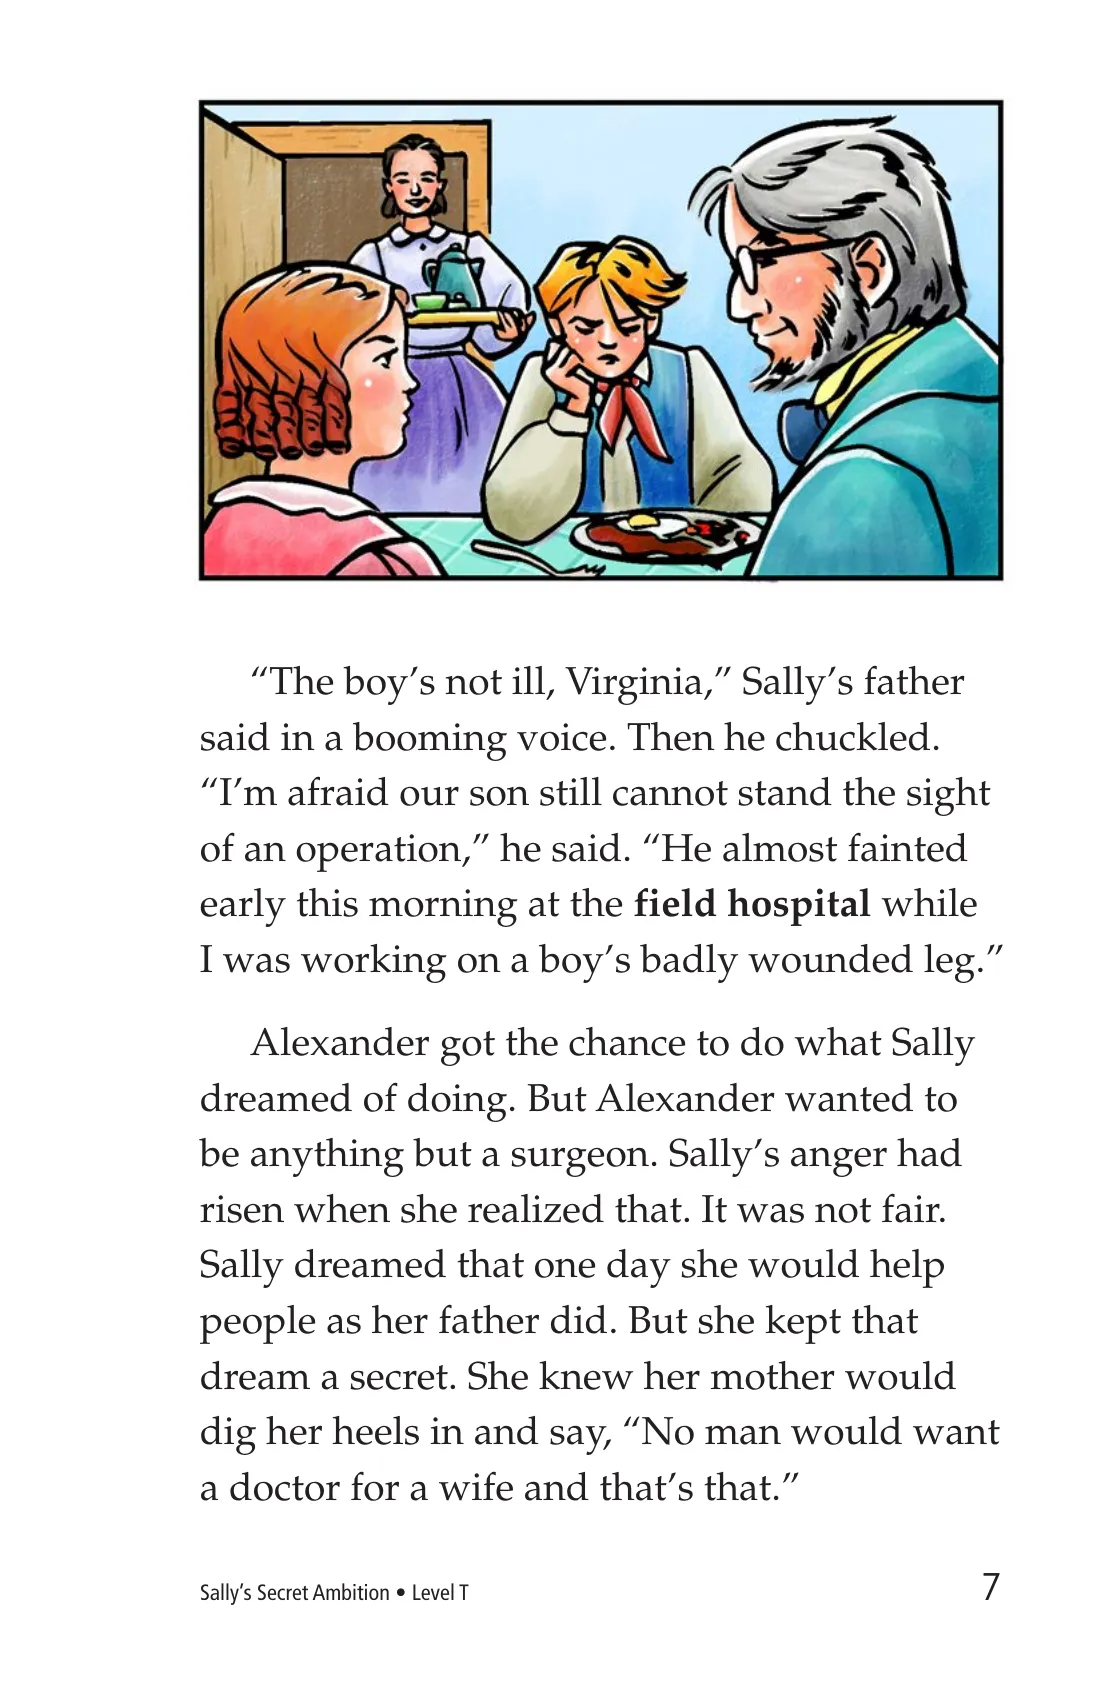 “The boy’s not ill, Virginia,” Sally’s father
said in a booming voice. Then he chuckled.
“I’m afraid our son still cannot stand the sight
of an operation,” he said. “He almost fainted
early this morning at the field hospital while
I was working on a boy’s badly wounded leg.”
Alexander got the chance to do what Sally
dreamed of doing. But Alexander wanted to
be anything but a surgeon. Sally’s anger had
risen when she realized that. It was not fair.
Sally dreamed that one day she would help
people as her father did. But she kept that
dream a secret. She knew her mother would
dig her heels in and say, “No man would want
a doctor for a wife and that’s that.”
Sally’s Secret Ambition • Level T 7